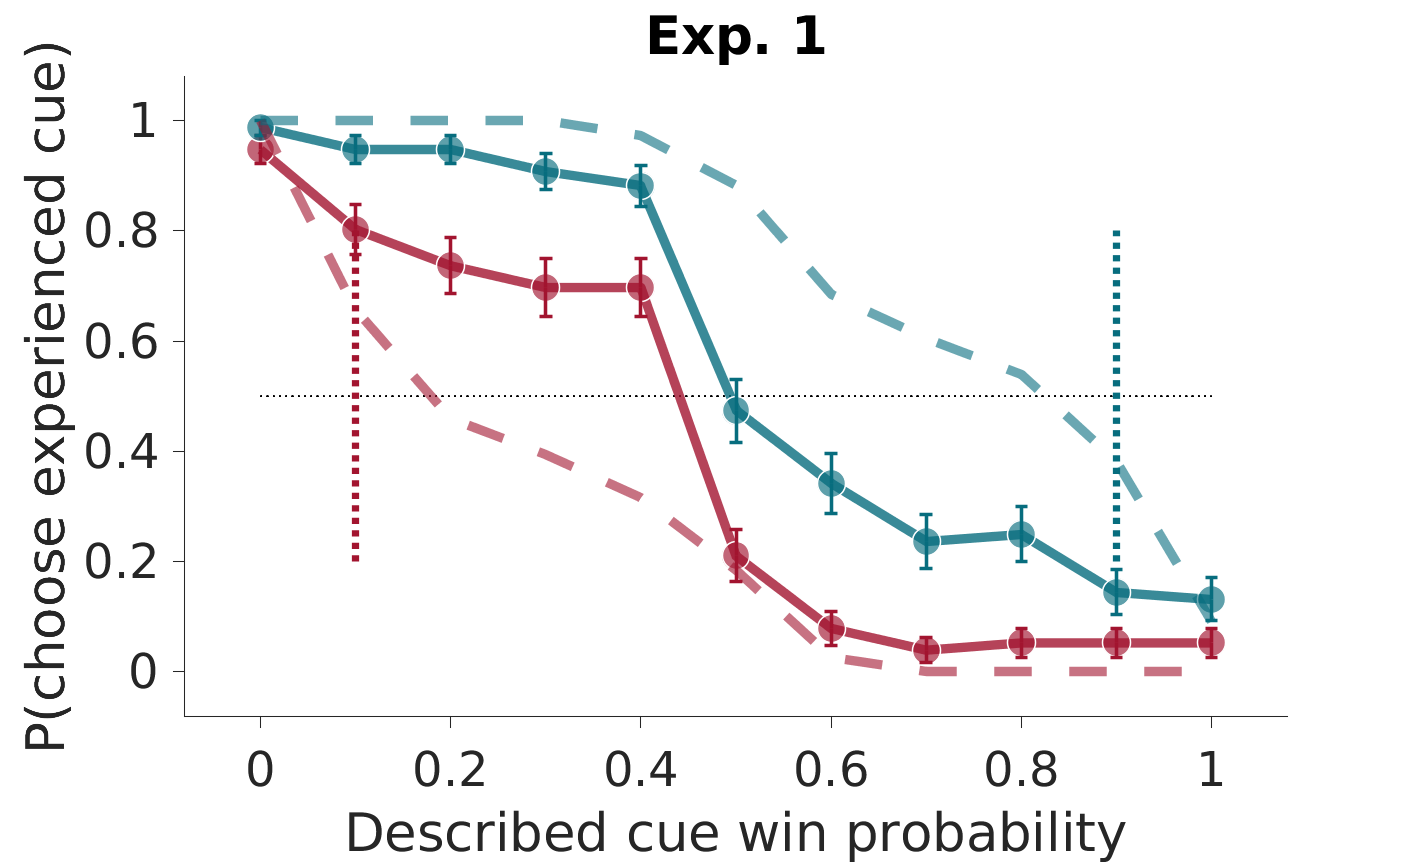 Exp. 1
P(choose experienced cue)
1
0.8
0.6
0.4
0.2
0
0 0.2 0.4 0.6 0.8 1
Described cue win probability